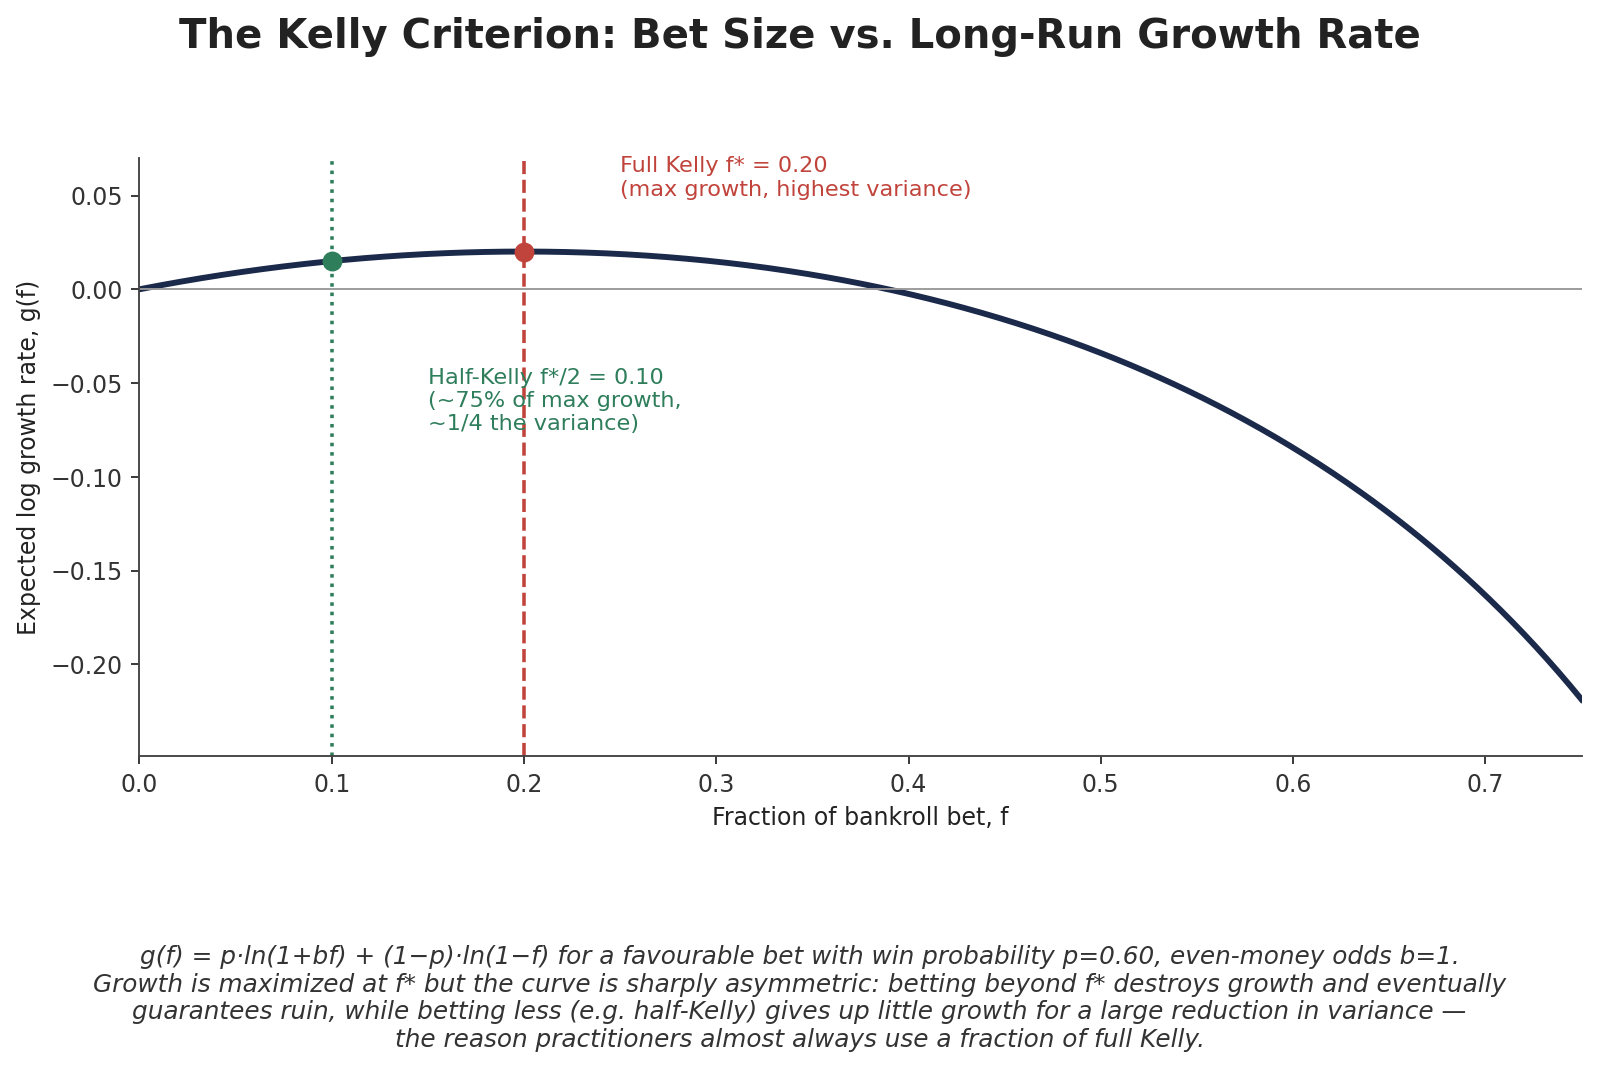 The Kelly Criterion: Bet Size vs. Long-Run Growth Rate
Full Kelly f* = 0.20
(max growth, highest variance)
0.05
0.00
−0.05
−0.10
−0.15
−0.20
Expected log growth rate, g(f)
Half-Kelly f*/2 = 0.10
(~75% of max growth,
~1/4 the variance)
0.0 0.1 0.2 0.3 0.4 0.5 0.6 0.7
Fraction of bankroll bet, f
g(f) = p·ln(1+bf) + (1−p)·ln(1−f) for a favourable bet with win probability p=0.60, even-money odds b=1.
Growth is maximized at f* but the curve is sharply asymmetric: betting beyond f* destroys growth and eventually
guarantees ruin, while betting less (e.g. half-Kelly) gives up little growth for a large reduction in variance —
the reason practitioners almost always use a fraction of full Kelly.